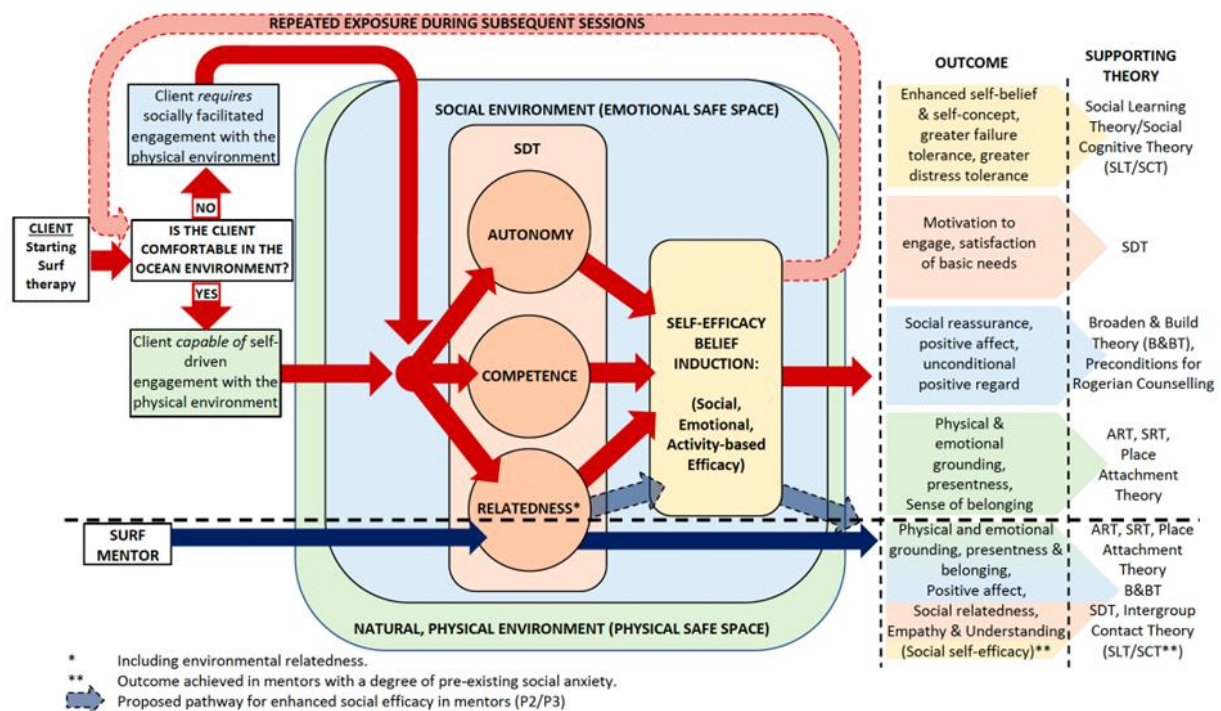 REPEATED EXPOSURE DURING SUBSEQUENT SESSIONS
Client requires
socially facilitated
engagement with the
physical environment
NO
CLIENT
Starting
Surf
therapy
IS THE CLIENT
COMFORTABLE IN THE
OCEAN ENVIRONMENT?
YES
Client capable of self-
driven
engagement with the
physical environment
SOCIAL ENVIRONMENT (EMOTIONAL SAFE SPACE)
SDT
AUTONOMY
COMPETENCE
RELATEDNESS*
SELF-EFFICACY
BELIEF
INDUCTION:
(Social,
Emotional,
Activity-based
Efficacy)
SURF
MENTOR
NATURAL, PHYSICAL ENVIRONMENT (PHYSICAL SAFE SPACE)
OUTCOME
SUPPORTING
THEORY
Enhanced self-belief
& self-concept,
greater failure
tolerance, greater
distress tolerance
Social Learning
Theory/Social
Cognitive Theory
(SLT/SCT)
Motivation to
engage, satisfaction
of basic needs
SDT
Social reassurance,
positive affect,
unconditional
positive regard
Broaden & Build
Theory (B&BT),
Preconditions for
Rogerian Counselling
Physical &
emotional
grounding,
presentness,
Sense of belonging
ART, SRT,
Place
Attachment
Theory
Physical and emotional
grounding, presentness &
belonging,
Positive affect,
Social relatedness,
Empathy & Understanding
(Social self-efficacy)**
ART, SRT, Place
Attachment
Theory
B&BT
SDT, Intergroup
Contact Theory
(SLT/SCT**)
* Including environmental relatedness.
** Outcome achieved in mentors with a degree of pre-existing social anxiety.
Proposed pathway for enhanced social efficacy in mentors (P2/P3)